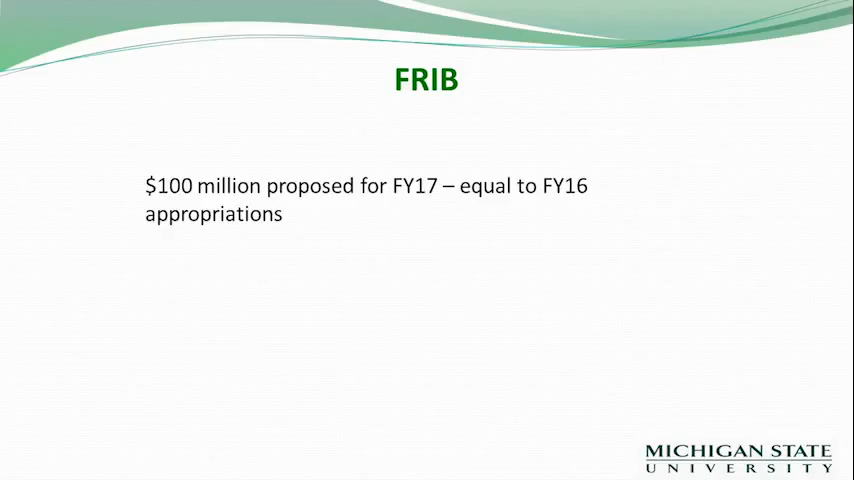 FRIB
$100 million proposed for FY17 – equal to FY16
appropriations
MICHIGAN STATE
UNIVERSITY